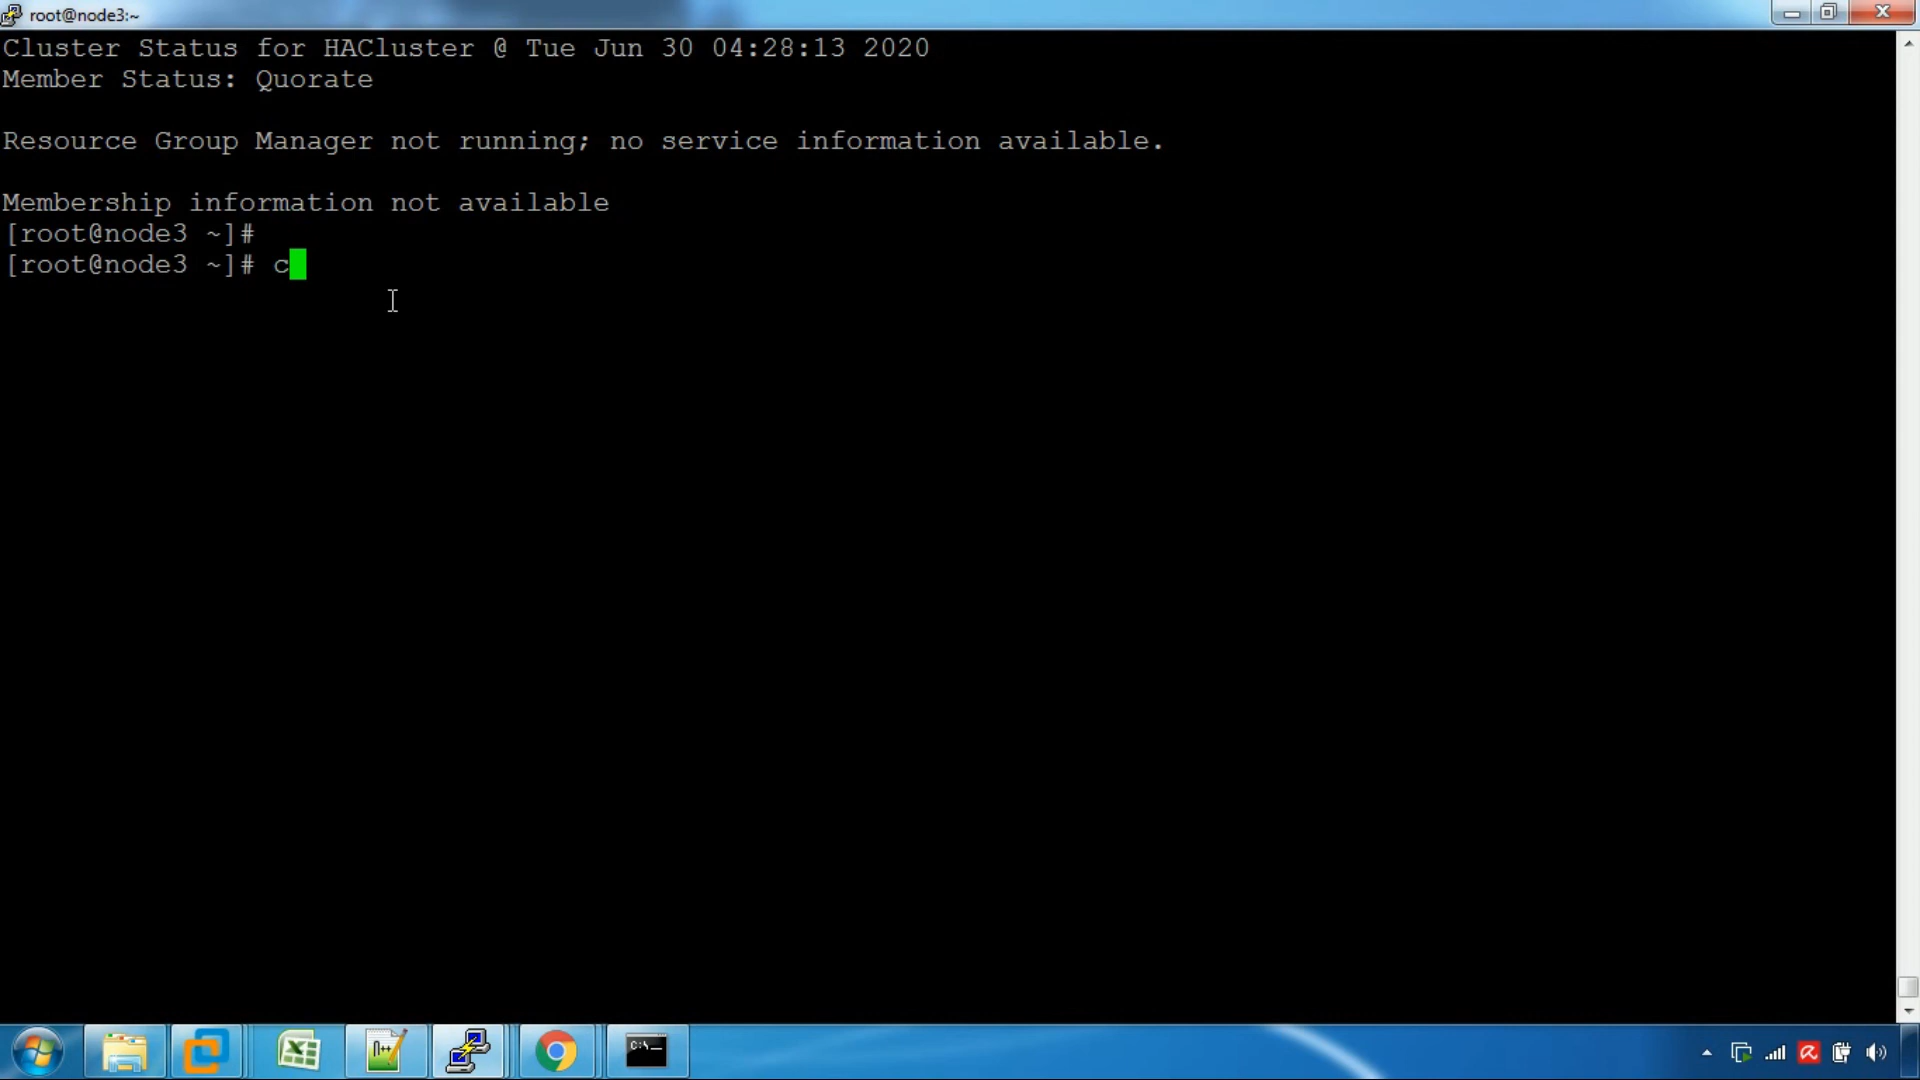 root@node3:~
Cluster Status for HACluster @ Tue Jun 30 04:28:13 2020
Member Status: Quorate
Resource Group Manager not running; no service information available.
Membership information not available
[root@node3 ~]#
[root@node3 ~]# c
C:\